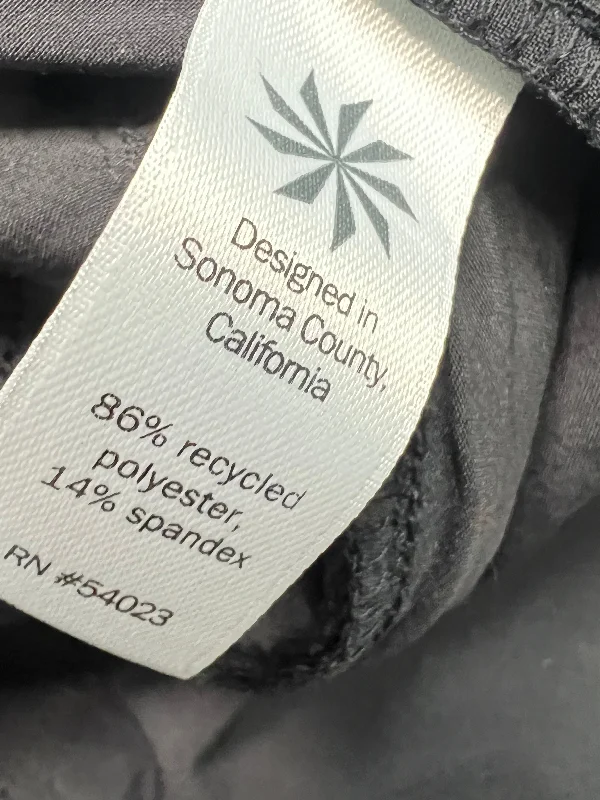 Designed in
Sonoma County,
California
86% recycled
polyester,
14% spandex
RN #54023